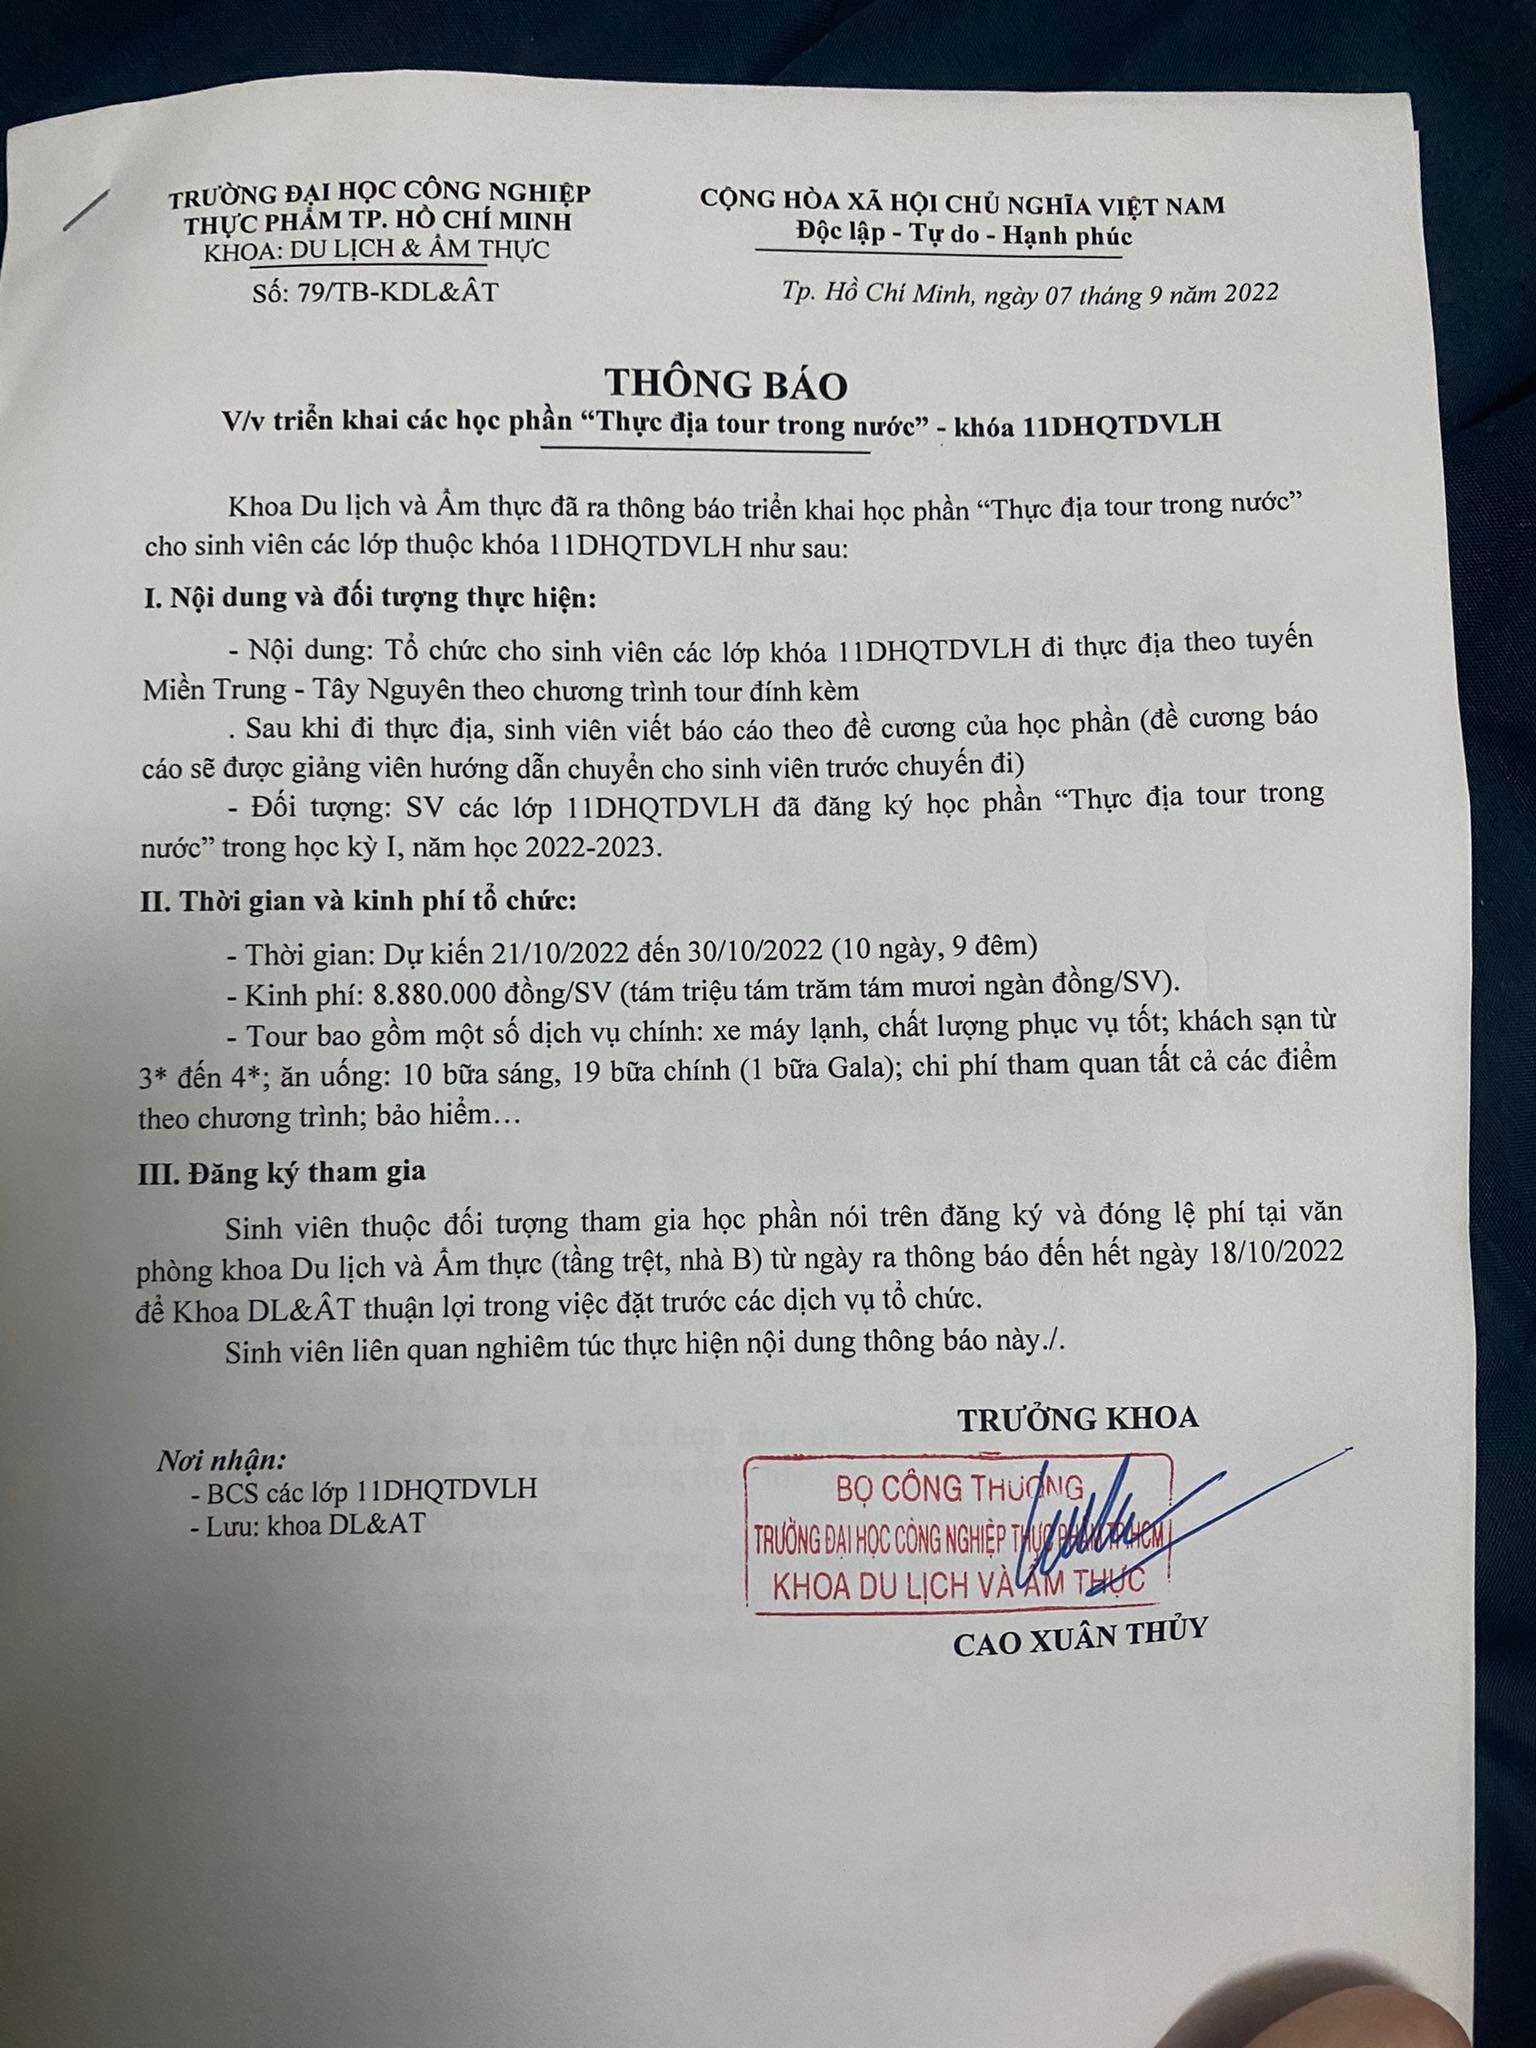 TRƯỜNG ĐẠI HỌC CÔNG NGHIỆP
THỰC PHẨM TP. HỒ CHÍ MINH
KHOA: DU LỊCH & ẨM THỰC
Số: 79/TB-KDL&ÂT
CỘNG HÒA XÃ HỘI CHỦ NGHĨA VIỆT NAM
Độc lập - Tự do - Hạnh phúc
Tp. Hồ Chí Minh, ngày 07 tháng 9 năm 2022
THÔNG BÁO
V/v triển khai các học phần “Thực địa tour trong nước” - khóa 11DHQTDVLH
Khoa Du lịch và Ẩm thực đã ra thông báo triển khai học phần “Thực địa tour trong nước”
cho sinh viên các lớp thuộc khóa 11DHQTDVLH như sau:
I. Nội dung và đối tượng thực hiện:
- Nội dung: Tổ chức cho sinh viên các lớp khóa 11DHQTDVLH đi thực địa theo tuyến
Miền Trung - Tây Nguyên theo chương trình tour đính kèm
. Sau khi đi thực địa, sinh viên viết báo cáo theo đề cương của học phần (đề cương báo
cáo sẽ được giảng viên hướng dẫn chuyển cho sinh viên trước chuyến đi)
- Đối tượng: SV các lớp 11DHQTDVLH đã đăng ký học phần “Thực địa tour trong
nước” trong học kỳ I, năm học 2022-2023.
II. Thời gian và kinh phí tổ chức:
- Thời gian: Dự kiến 21/10/2022 đến 30/10/2022 (10 ngày, 9 đêm)
- Kinh phí: 8.880.000 đồng/SV (tám triệu tám trăm tám mươi ngàn đồng/SV).
- Tour bao gồm một số dịch vụ chính: xe máy lạnh, chất lượng phục vụ tốt; khách sạn từ
3* đến 4*; ăn uống: 10 bữa sáng, 19 bữa chính (1 bữa Gala); chi phí tham quan tất cả các điểm
theo chương trình; bảo hiểm…
III. Đăng ký tham gia
Sinh viên thuộc đối tượng tham gia học phần nói trên đăng ký và đóng lệ phí tại văn
phòng khoa Du lịch và Ẩm thực (tầng trệt, nhà B) từ ngày ra thông báo đến hết ngày 18/10/2022
để Khoa DL&ÂT thuận lợi trong việc đặt trước các dịch vụ tổ chức.
Sinh viên liên quan nghiêm túc thực hiện nội dung thông báo này./.
Nơi nhận:
- BCS các lớp 11DHQTDVLH
- Lưu: khoa DL&AT
TRƯỞNG KHOA
BỘ CÔNG THƯƠNG
TRƯỜNG ĐẠI HỌC CÔNG NGHIỆP THỰC PHẨM TP.HCM
KHOA DU LỊCH VÀ ẨM THỰC
CAO XUÂN THỦY